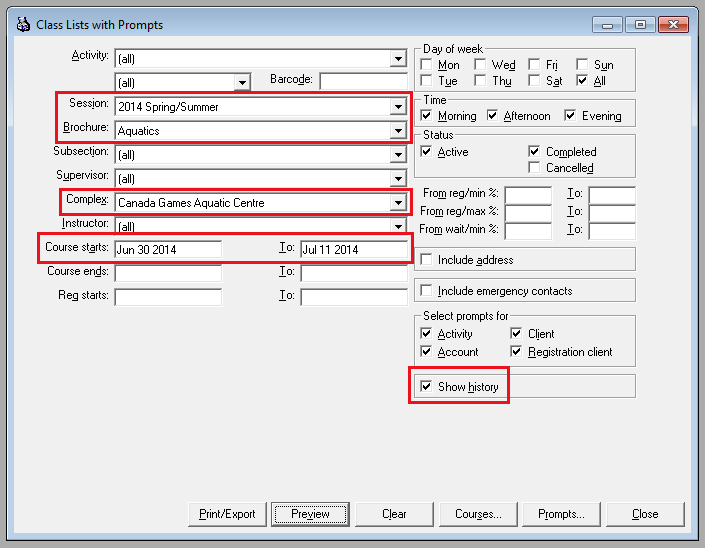 Class Lists with Prompts
Activity: (all)
(all) Barcode:
Session: 2014 Spring/Summer
Brochure: Aquatics
Subsection: (all)
Supervisor: (all)
Complex: Canada Games Aquatic Centre
Instructor: (all)
Course starts: Jun 30 2014 To: Jul 11 2014
Course ends: To:
Reg starts: To:
Day of week
Mon Wed Fri Sun
Tue Thu Sat All
Time
Morning Afternoon Evening
Status
Active Completed
Cancelled
From reg/min %: To:
From reg/max %: To:
From wait/min %: To:
Include address
Include emergency contacts
Select prompts for
Activity Client
Account Registration client
Show history
Print/Export Preview Clear Courses... Prompts... Close